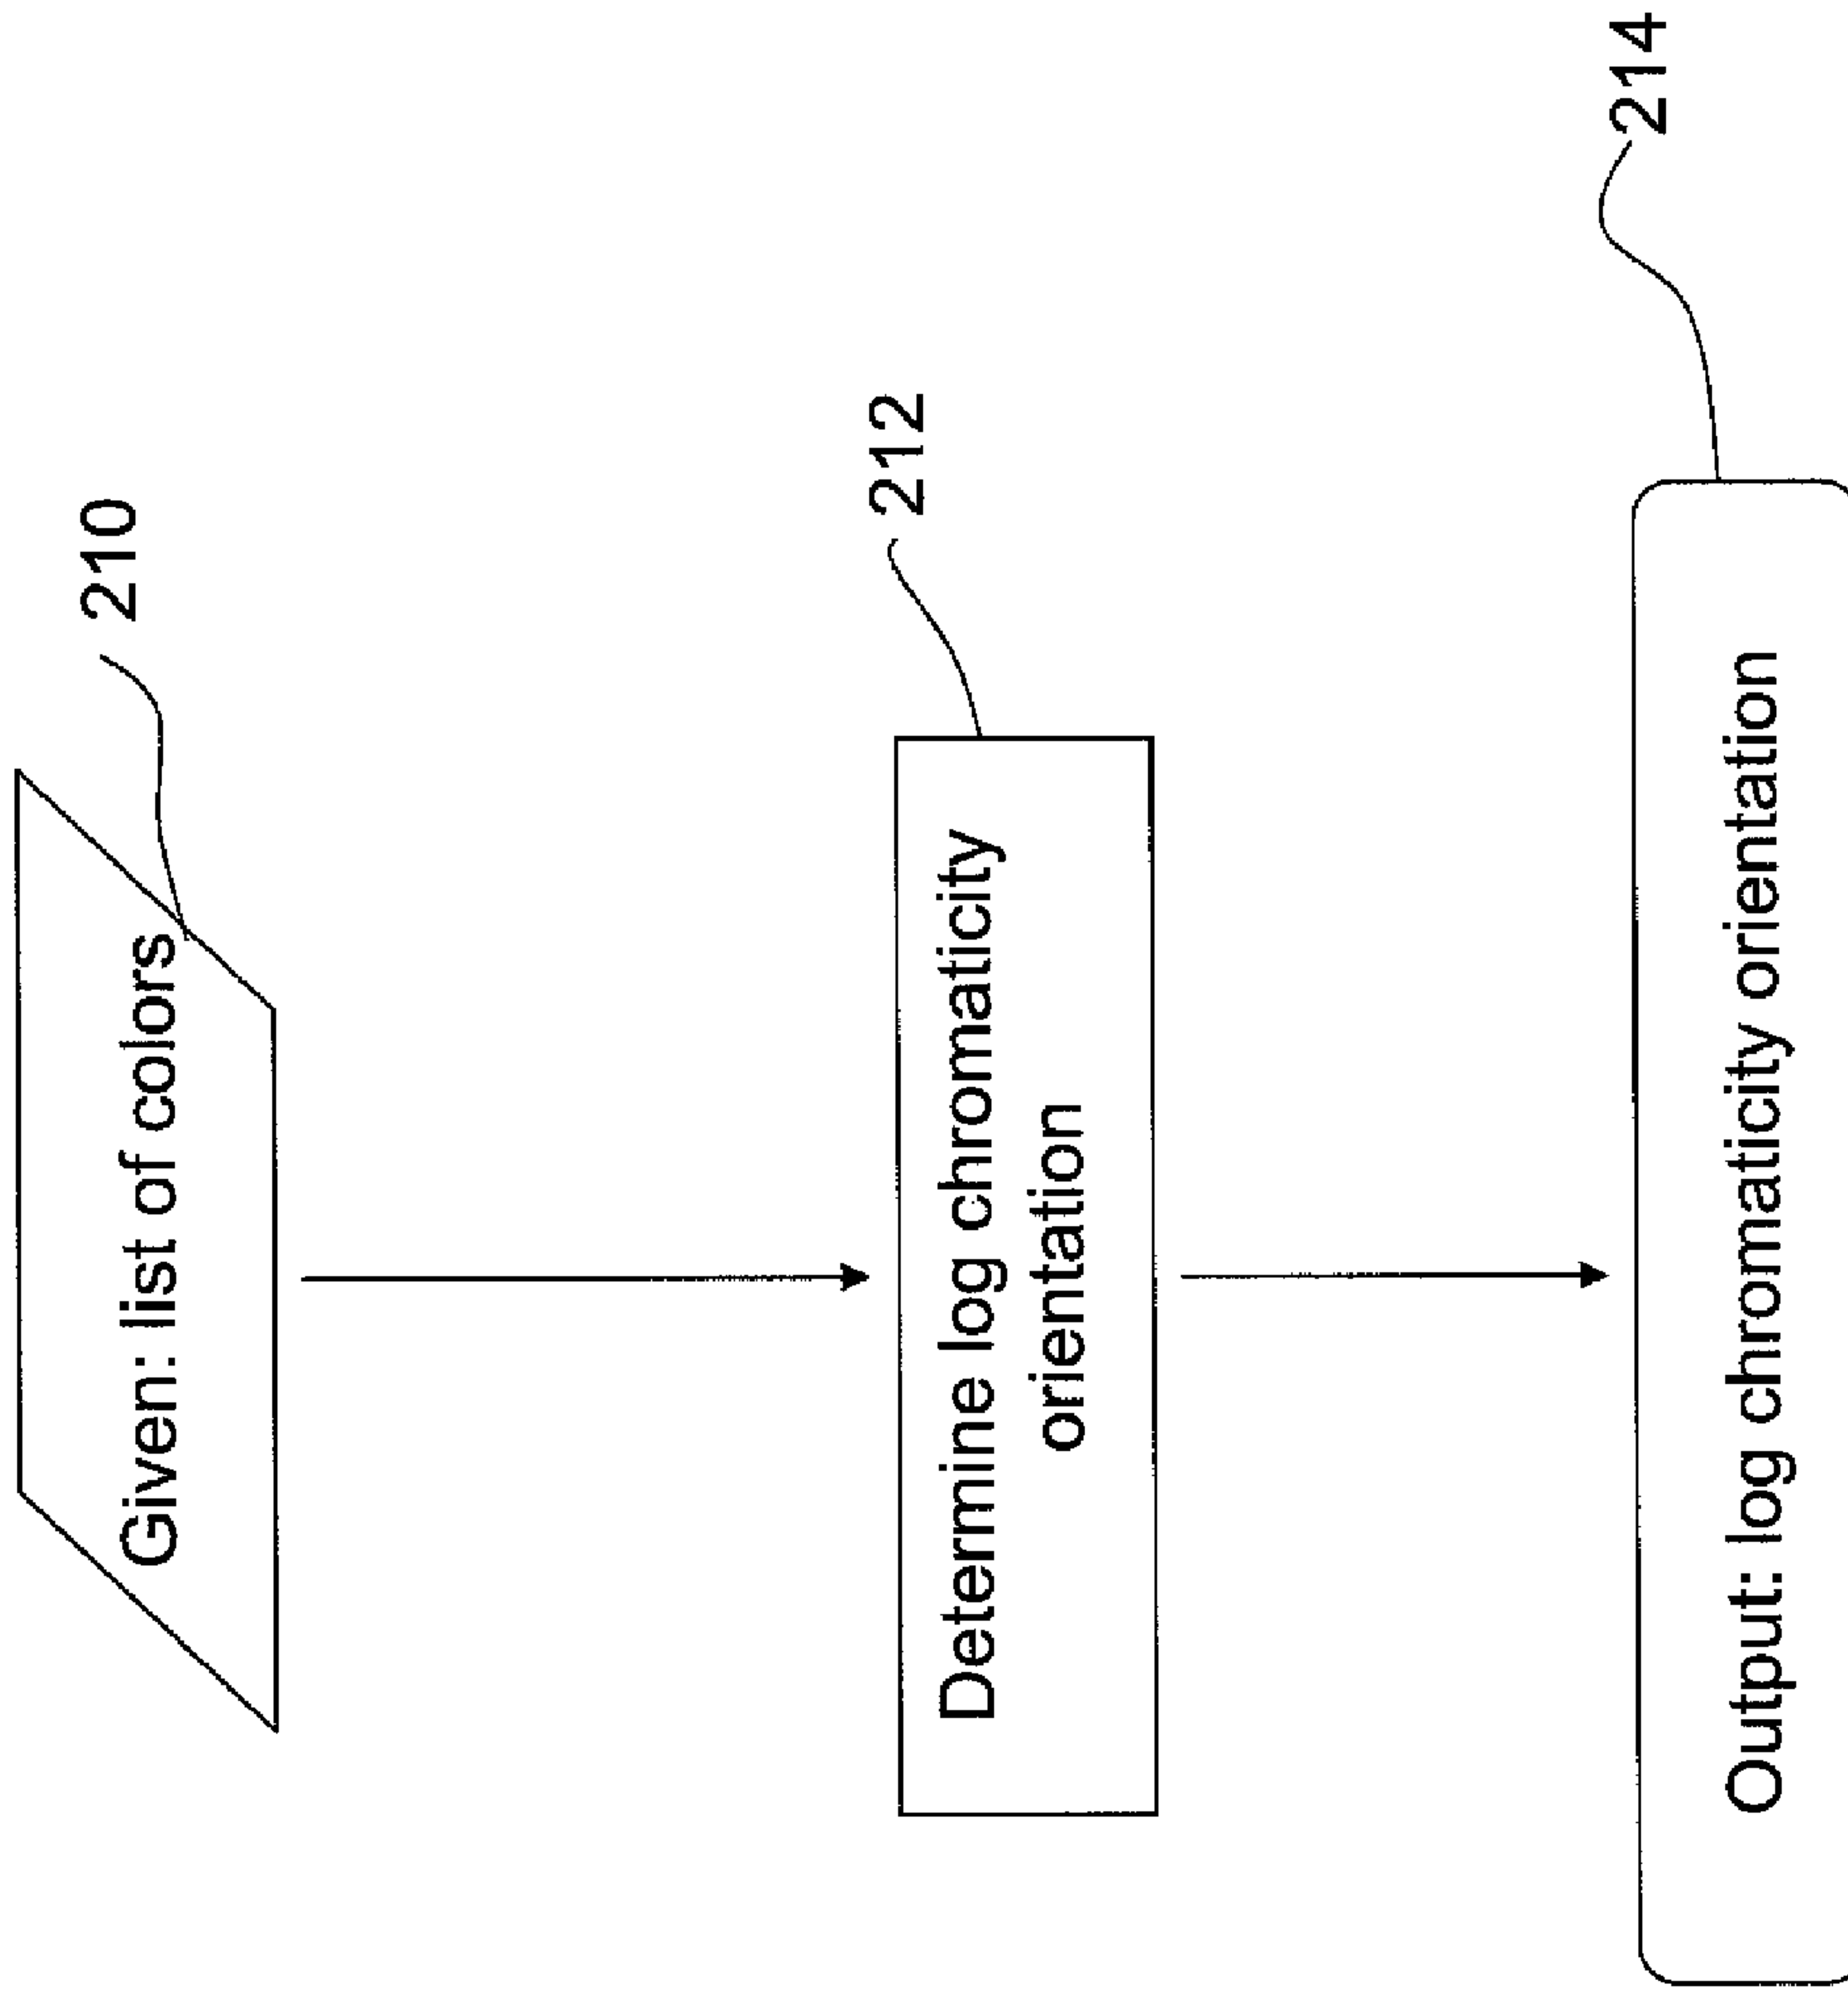 Given: list of colors
210
Determine log chromaticity
orientation
212
Output: log chromaticity orientation
214